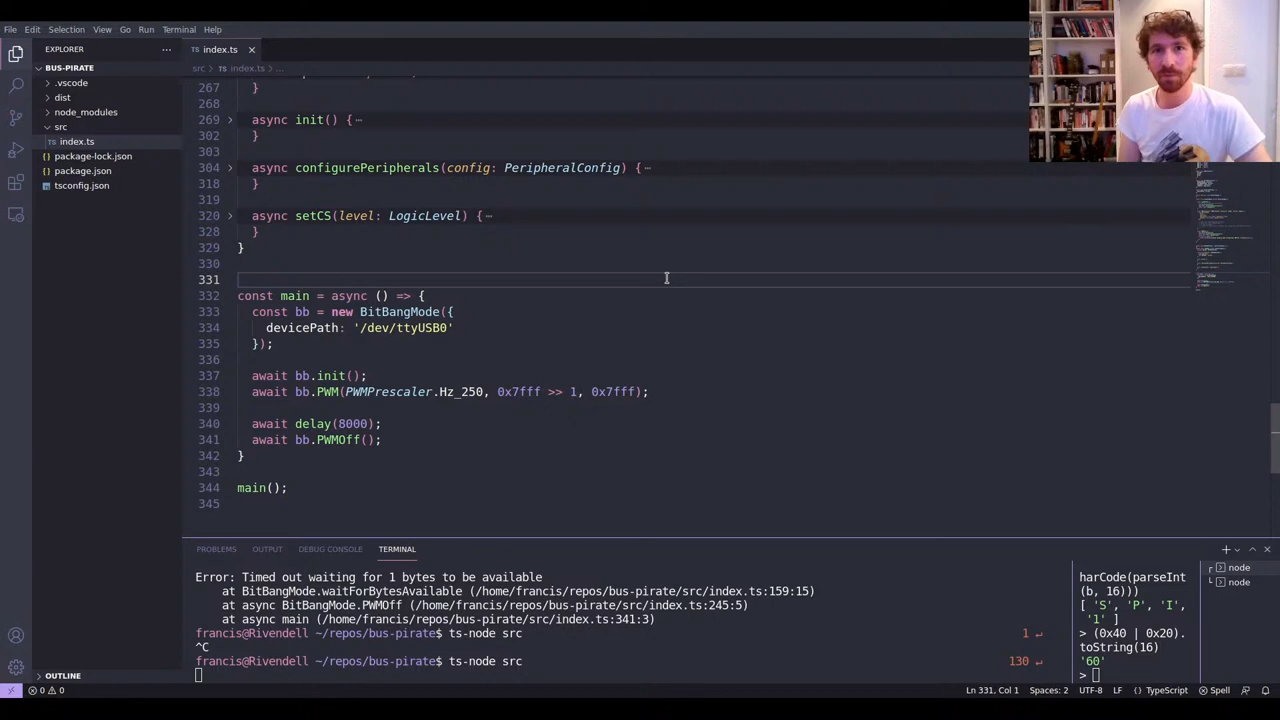 File Edit Selection View Go Run Terminal Help
EXPLORER
index.ts
BUS-PIRATE
src > index.ts > ...
.vscode
dist
node_modules
src
index.ts
package-lock.json
package.json
tsconfig.json
267 }
268
269 async init() {
302 }
303
304 async configurePeripherals(config: PeripheralConfig) {
318 }
319
320 async setCS(level: LogicLevel) {
328 }
329 }
330
331
332 const main = async () => {
333 const bb = new BitBangMode({
334 devicePath: '/dev/ttyUSB0'
335 });
336
337 await bb.init();
338 await bb.PWM(PWMPrescaler.Hz_250, 0x7fff >> 1, 0x7fff);
339
340 await delay(8000);
341 await bb.PWMOff();
342 }
343
344 main();
345
PROBLEMS OUTPUT DEBUG CONSOLE TERMINAL
Error: Timed out waiting for 1 bytes to be available
at BitBangMode.waitForBytesAvailable (/home/francis/repos/bus-pirate/src/index.ts:159:15)
at async BitBangMode.PWMOff (/home/francis/repos/bus-pirate/src/index.ts:245:5)
at async main (/home/francis/repos/bus-pirate/src/index.ts:341:3)
francis@Rivendell ~/repos/bus-pirate$ ts-node src 1 ↵
^C
francis@Rivendell ~/repos/bus-pirate$ ts-node src 130 ↵
harCode(parseInt
(b, 16)))
[ 'S', 'P', 'I',
'1' ]
> (0x40 | 0x20).
toString(16)
'60'
>
node
node
OUTLINE
0 0 Ln 331, Col 1 Spaces: 2 UTF-8 LF {} TypeScript Spell